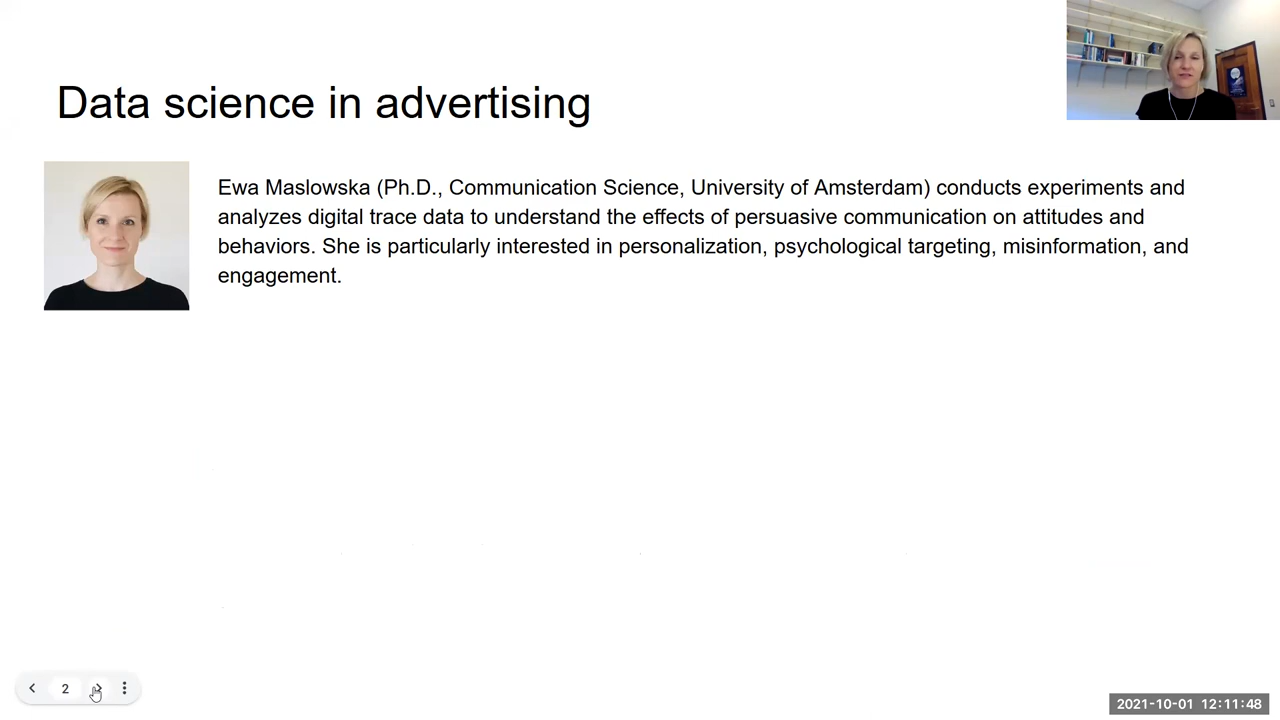 Data science in advertising
Ewa Maslowska (Ph.D., Communication Science, University of Amsterdam) conducts experiments and
analyzes digital trace data to understand the effects of persuasive communication on attitudes and
behaviors. She is particularly interested in personalization, psychological targeting, misinformation, and
engagement.
2
2021-10-01 12:11:48